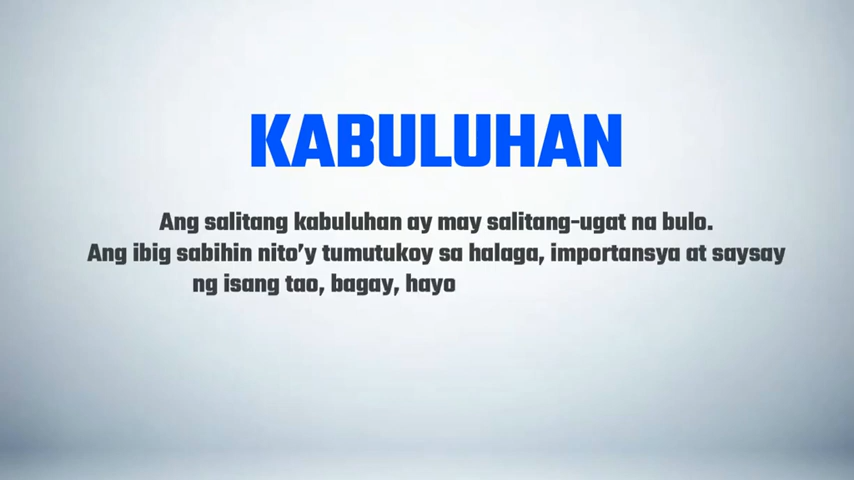 KABULUHAN
Ang salitang kabuluhan ay may salitang-ugat na bulo.
Ang ibig sabihin nito’y tumutukoy sa halaga, importansya at saysay
ng isang tao, bagay, hayo